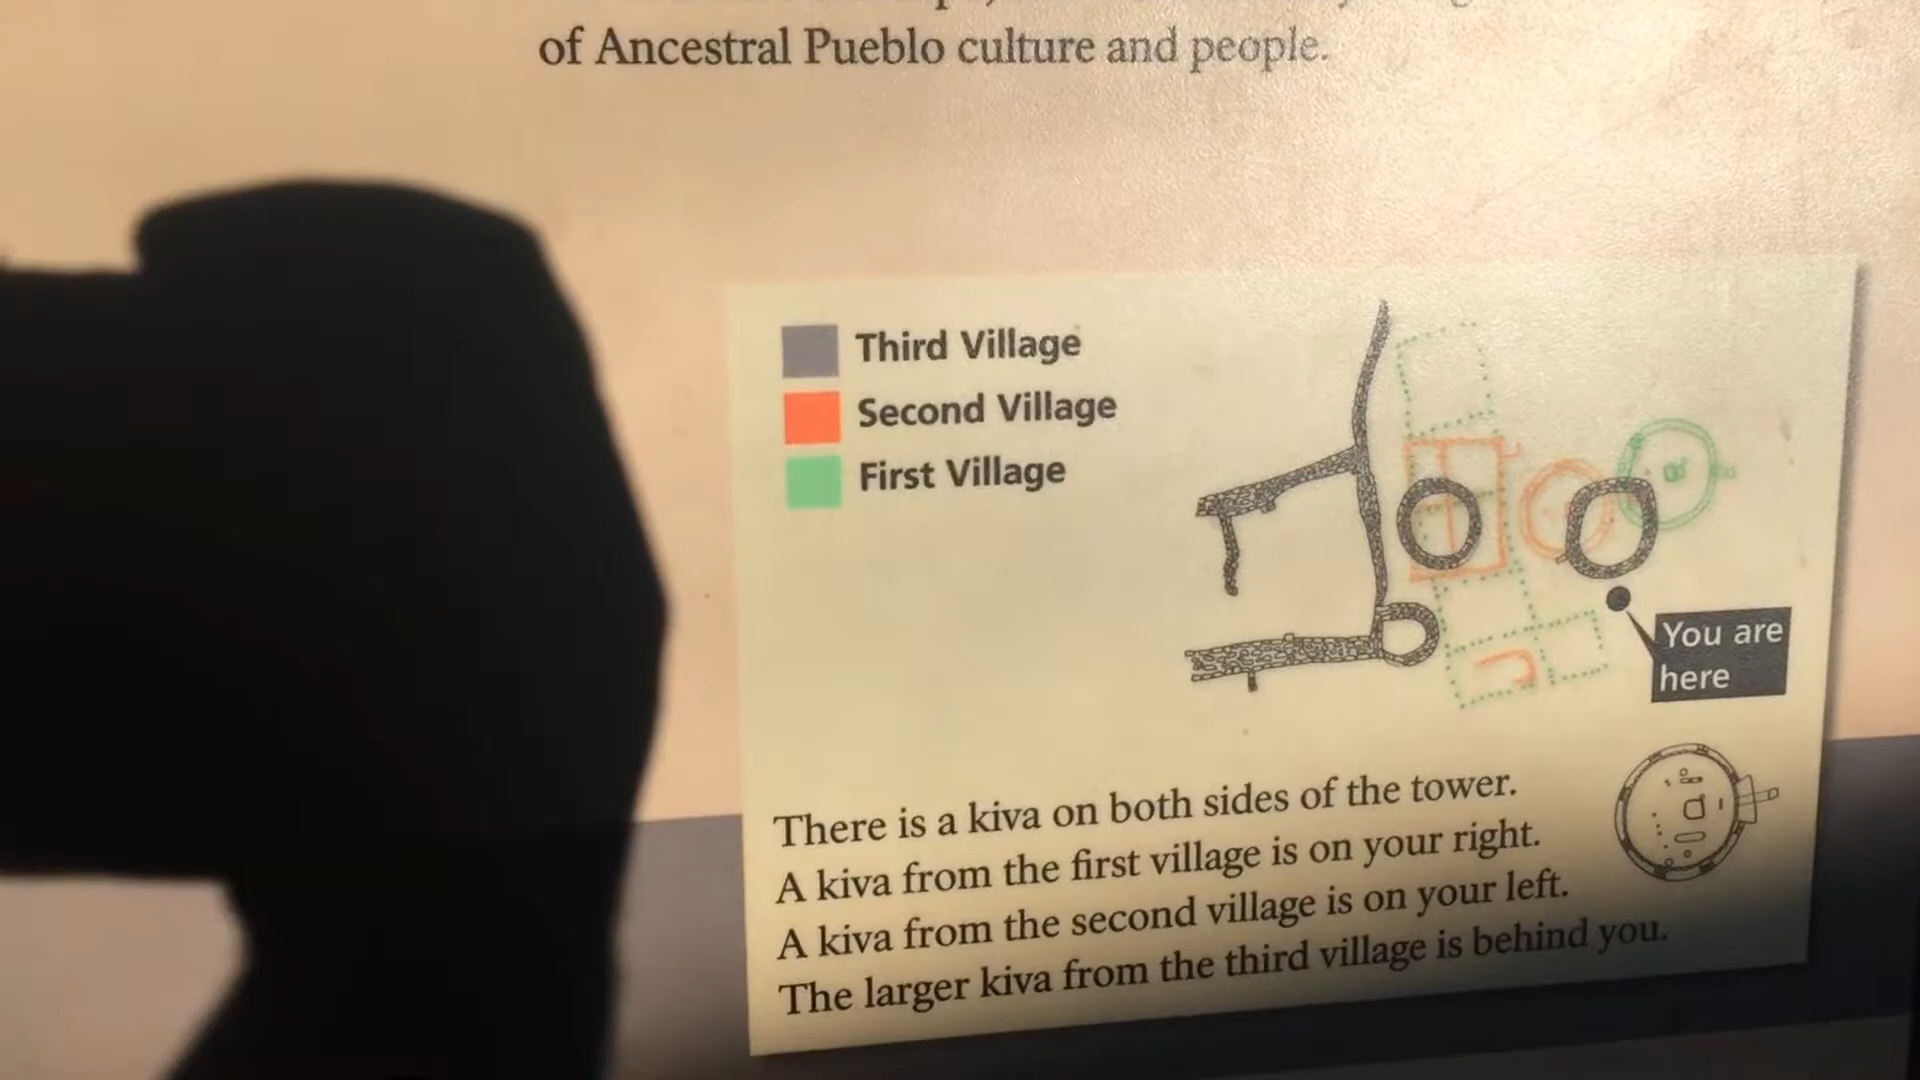 of Ancestral Pueblo culture and people.
Third Village
Second Village
First Village
You are
here
There is a kiva on both sides of the tower.
A kiva from the first village is on your right.
A kiva from the second village is on your left.
The larger kiva from the third village is behind you.